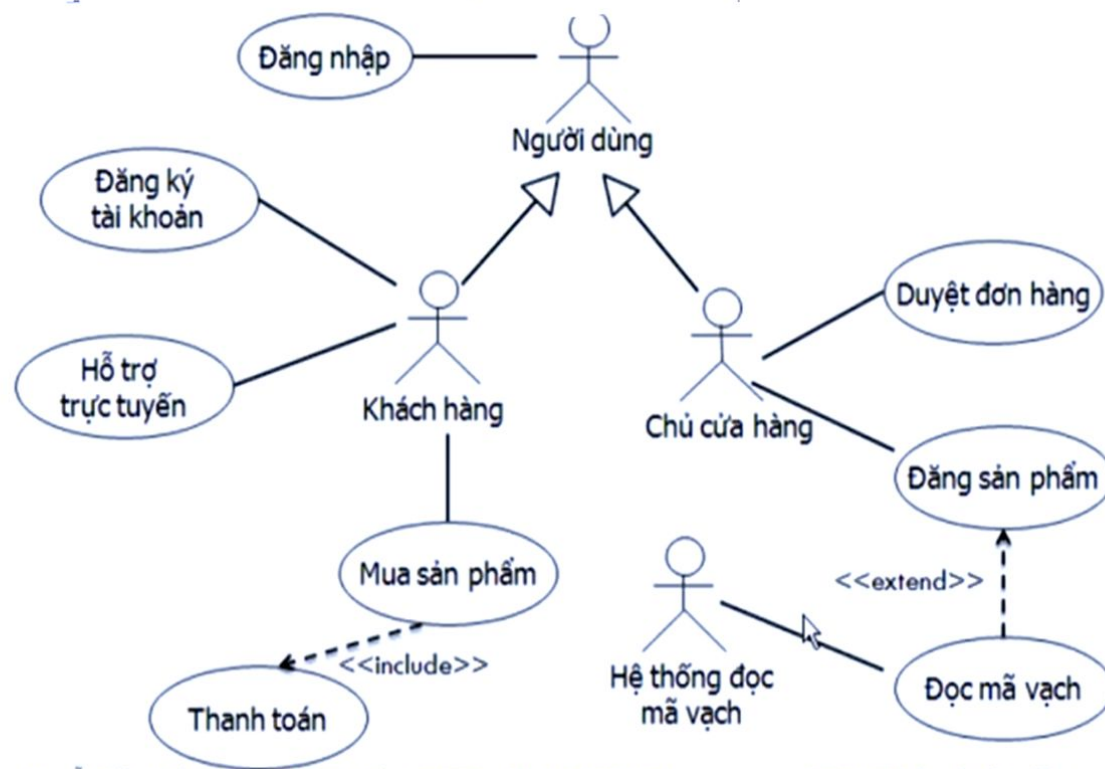 Đăng nhập
Người dùng
Đăng ký
tài khoản
Duyệt đơn hàng
Hỗ trợ
trực tuyến
Khách hàng
Chủ cửa hàng
Đăng sản phẩm
Mua sản phẩm
<<extend>>
<<include>>
Hệ thống đọc
mã vạch
Đọc mã vạch
Thanh toán